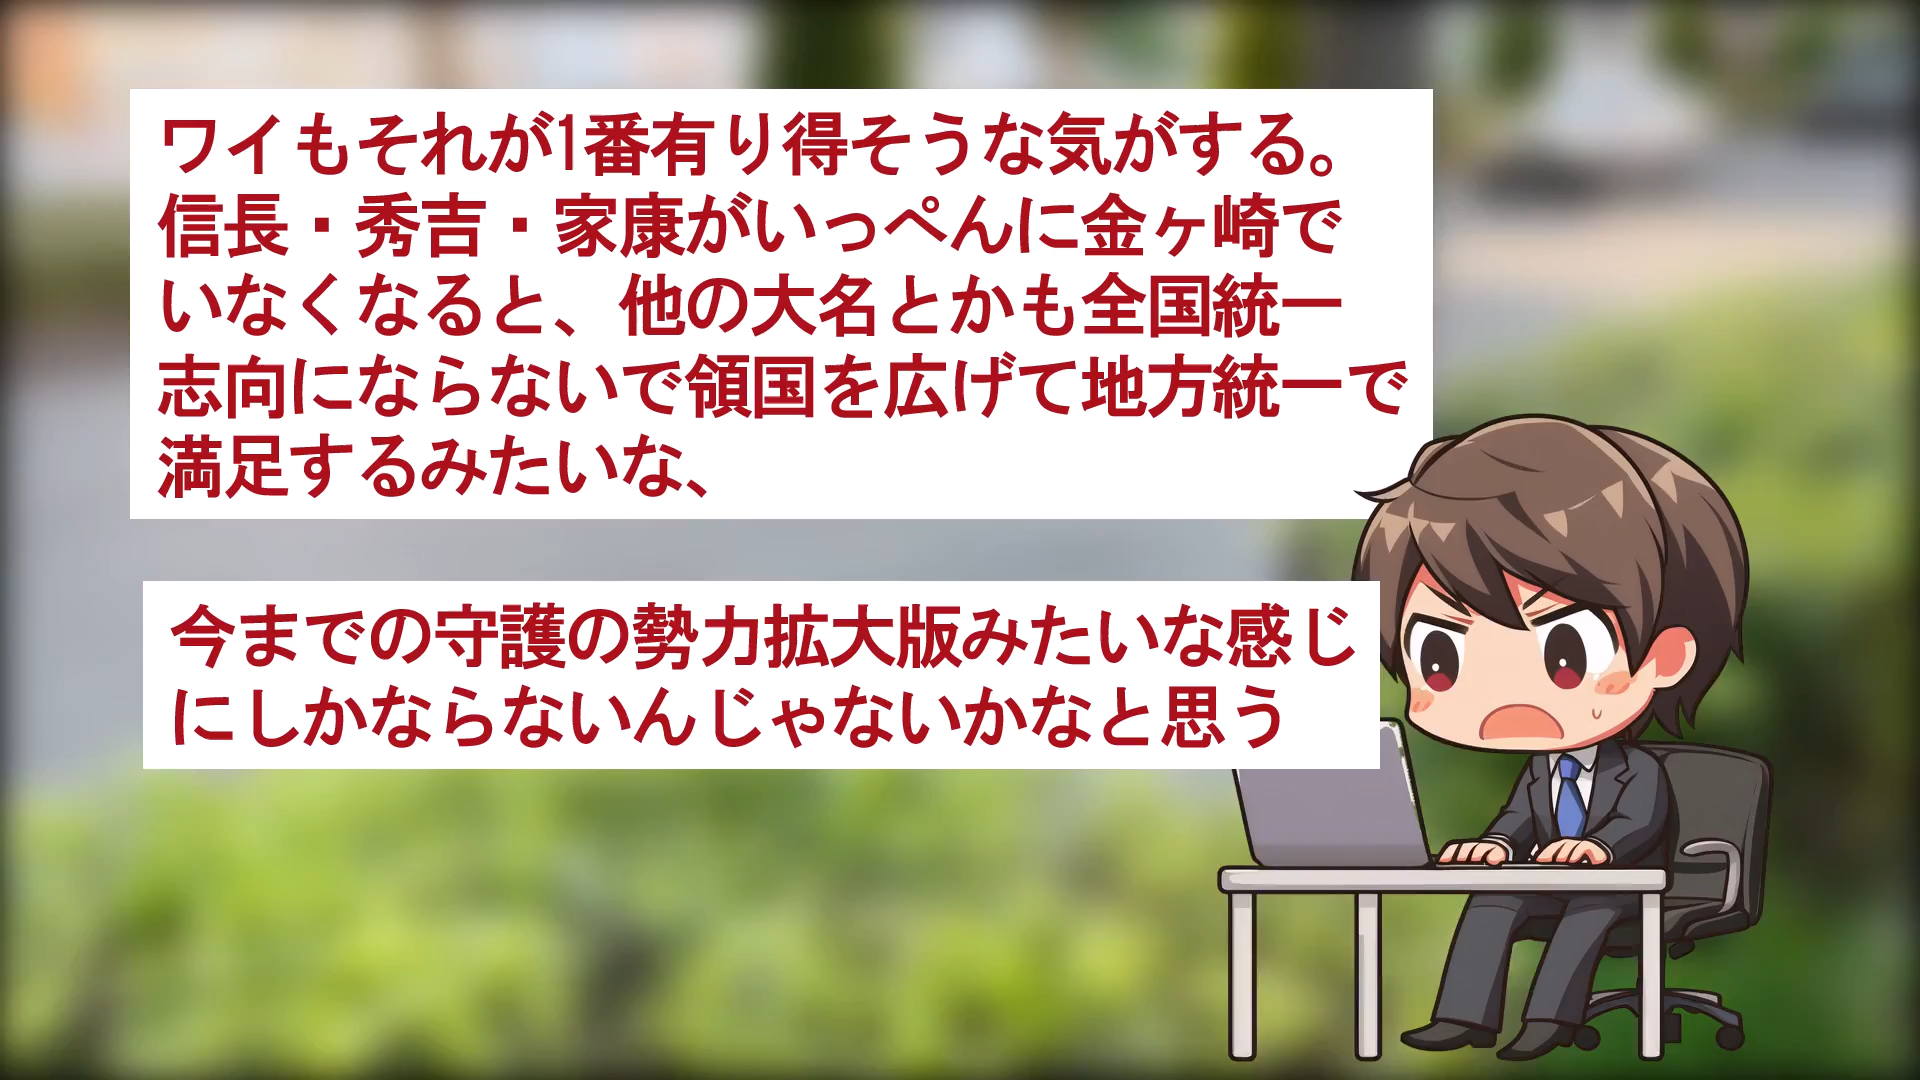 ワイもそれが1番有り得そうな気がする。
信長・秀吉・家康がいっぺんに金ヶ崎で
いなくなると、他の大名とかも全国統一
志向にならないで領国を広げて地方統一で
満足するみたいな、
今までの守護の勢力拡大版みたいな感じ
にしかならないんじゃないかなと思う